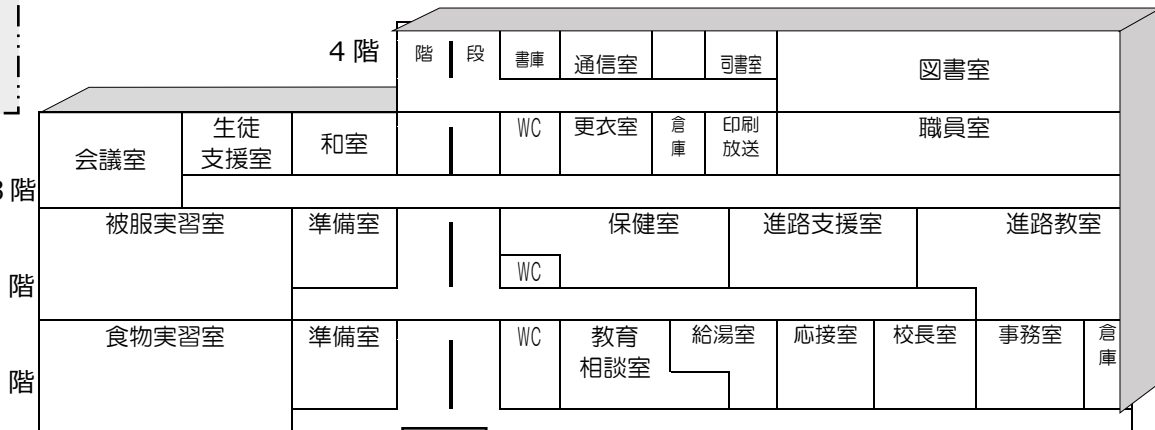 4階
階 段 書庫 通信室 司書室 図書室
会議室 生徒支援室 和室 WC 更衣室 倉庫 印刷放送 職員室
3階
被服実習室 準備室 保健室 進路支援室 進路教室
WC
階
食物実習室 準備室 WC 教育相談室 給湯室 応接室 校長室 事務室 倉庫
階